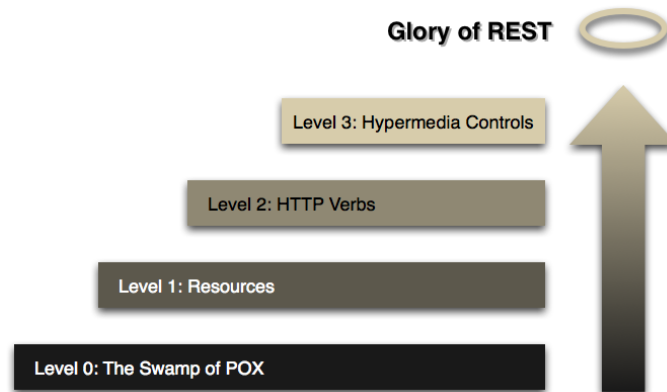 Glory of REST
Level 3: Hypermedia Controls
Level 2: HTTP Verbs
Level 1: Resources
Level 0: The Swamp of POX